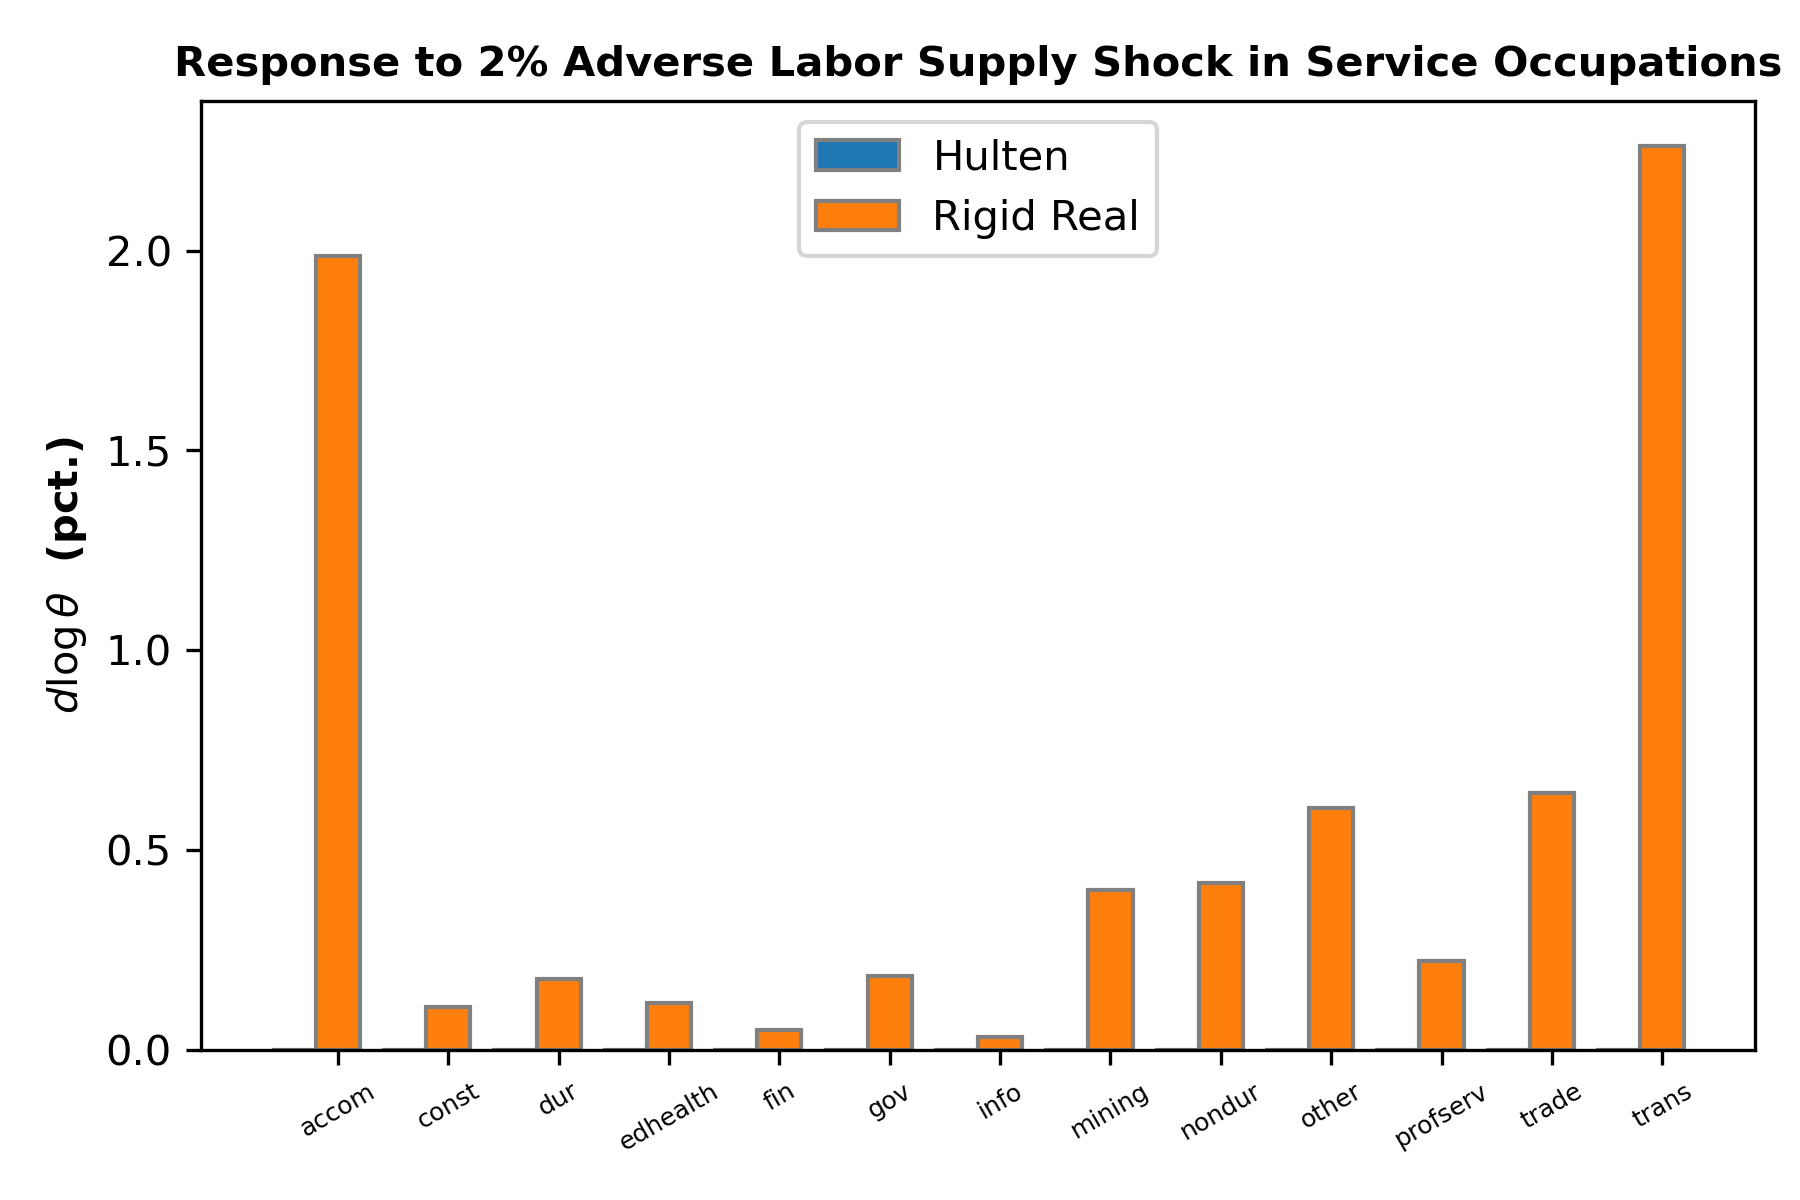 Response to 2% Adverse Labor Supply Shock in Service Occupations
Hulten
Rigid Real
d log θ (pct.)
2.0
1.5
1.0
0.5
0.0
accom const dur edhealth fin gov info mining nondur other profserv trade trans